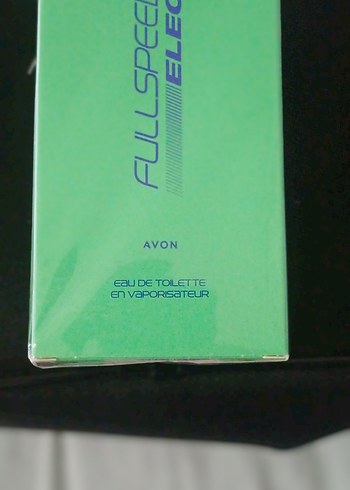 FULLSPEED
ELEC
AVON
EAU DE TOILETTE
EN VAPORISATEUR